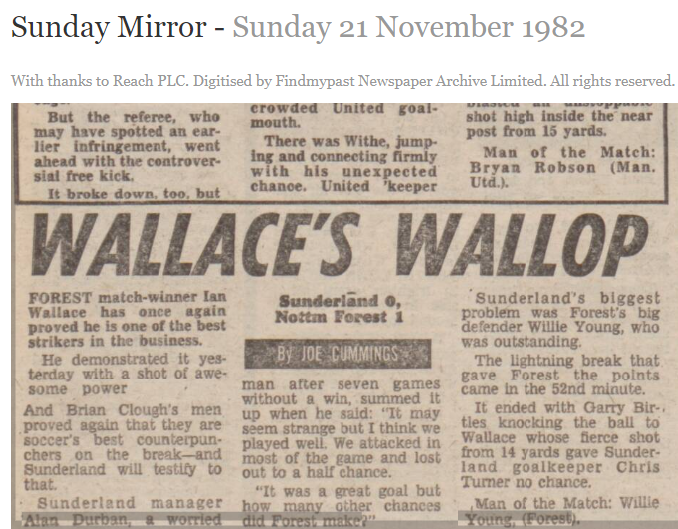 Sunday Mirror - Sunday 21 November 1982
With thanks to Reach PLC. Digitised by Findmypast Newspaper Archive Limited. All rights reserved.
But the referee, who
may have spotted an ear-
lier infringement, went
ahead with the controver-
sial free kick.
It broke down, too, but
crowded United goal-
mouth.
There was Withe, jump-
ing and connecting firmly
with his unexpected
chance. United 'keeper
blasted an unstoppable
shot high inside the near
post from 15 yards.
Man of the Match:
Bryan Robson (Man.
Utd.).
WALLACE'S WALLOP
FOREST match-winner Ian
Wallace has once again
proved he is one of the best
strikers in the business.
He demonstrated it yes-
terday with a shot of awe-
some power
And Brian Clough's men
proved again that they are
soccer's best counterpun-
chers on the break—and
Sunderland will testify to
that.
Sunderland manager
Alan Durban, a worried
Sunderland 0,
Nottm Forest 1
By JOE CUMMINGS
man after seven games
without a win, summed it
up when he said: "It may
seem strange but I think we
played well. We attacked in
most of the game and lost
out to a half chance.
"It was a great goal but
how many other chances
did Forest make?"
Sunderland's biggest
problem was Forest's big
defender Willie Young, who
was outstanding.
The lightning break that
gave Forest the points
came in the 52nd minute.
It ended with Garry Bir-
tles knocking the ball to
Wallace whose fierce shot
from 14 yards gave Sunder-
land goalkeeper Chris
Turner no chance.
Man of the Match: Willie
Young, (Forest).